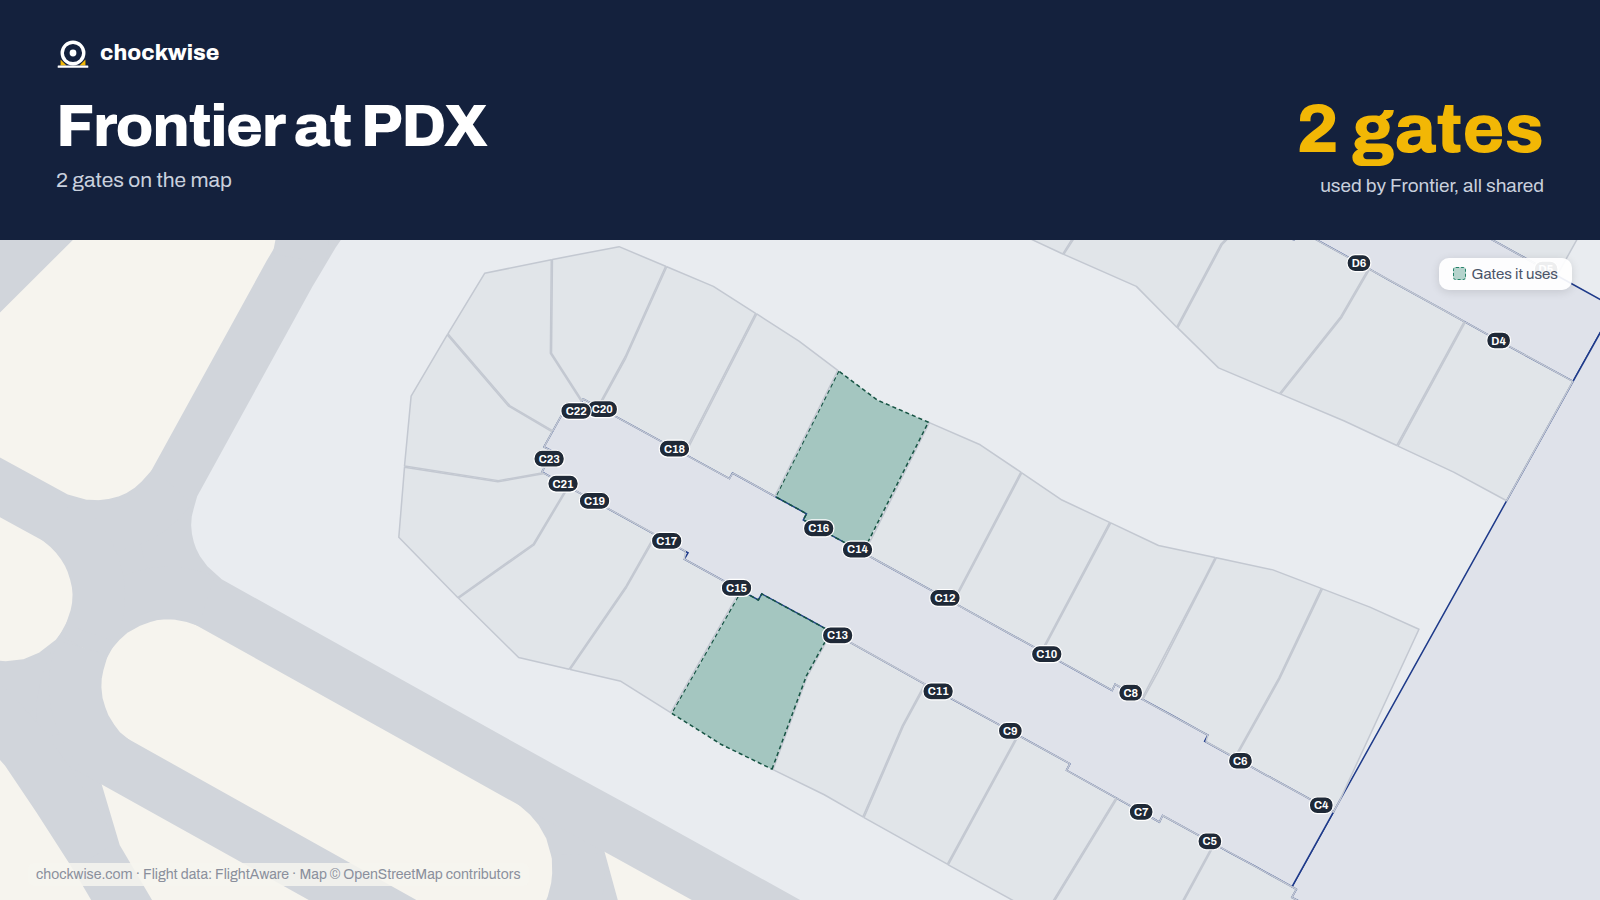 chockwise
Frontier at PDX
2 gates on the map
2 gates
used by Frontier, all shared
D6
Gates it uses
D4
C22
C20
C18
C23
C21
C19
C16
C17
C14
C15
C12
C13
C10
C11
C8
C9
C6
C7
C4
C5
chockwise.com · Flight data: FlightAware · Map © OpenStreetMap contributors